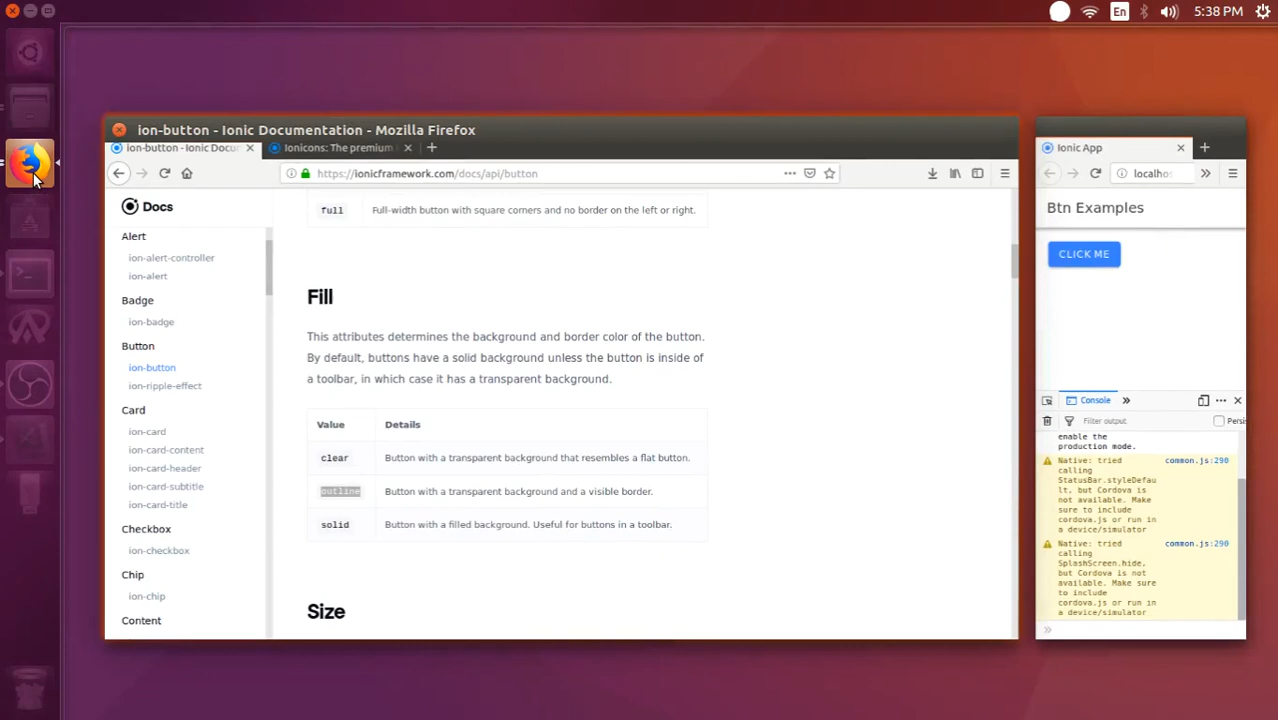 En
5:38 PM
ion-button - Ionic Documentation - Mozilla Firefox
ion-button - Ionic Docum
Ionicons: The premium
https://ionicframework.com/docs/api/button
Docs
Alert
ion-alert-controller
ion-alert
Badge
ion-badge
Button
ion-button
ion-ripple-effect
Card
ion-card
ion-card-content
ion-card-header
ion-card-subtitle
ion-card-title
Checkbox
ion-checkbox
Chip
ion-chip
Content
full
Full-width button with square corners and no border on the left or right.
Fill
This attributes determines the background and border color of the button.
By default, buttons have a solid background unless the button is inside of
a toolbar, in which case it has a transparent background.
Value Details
clear Button with a transparent background that resembles a flat button.
outline Button with a transparent background and a visible border.
solid Button with a filled background. Useful for buttons in a toolbar.
Size
Ionic App
localhos
Btn Examples
CLICK ME
Console
Filter output
Persis
enable the
production mode.
Native: tried common.js:290
calling
StatusBar.styleDefau
lt, but Cordova is
not available. Make
sure to include
cordova.js or run in
a device/simulator
Native: tried common.js:290
calling
SplashScreen.hide,
but Cordova is not
available. Make sure
to include
cordova.js or run in
a device/simulator